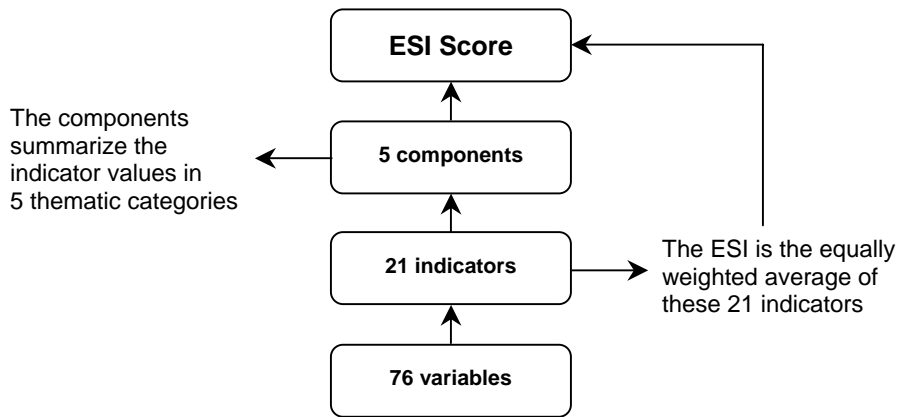 ESI Score
The components
summarize the
indicator values in
5 thematic categories
5 components
21 indicators
The ESI is the equally
weighted average of
these 21 indicators
76 variables